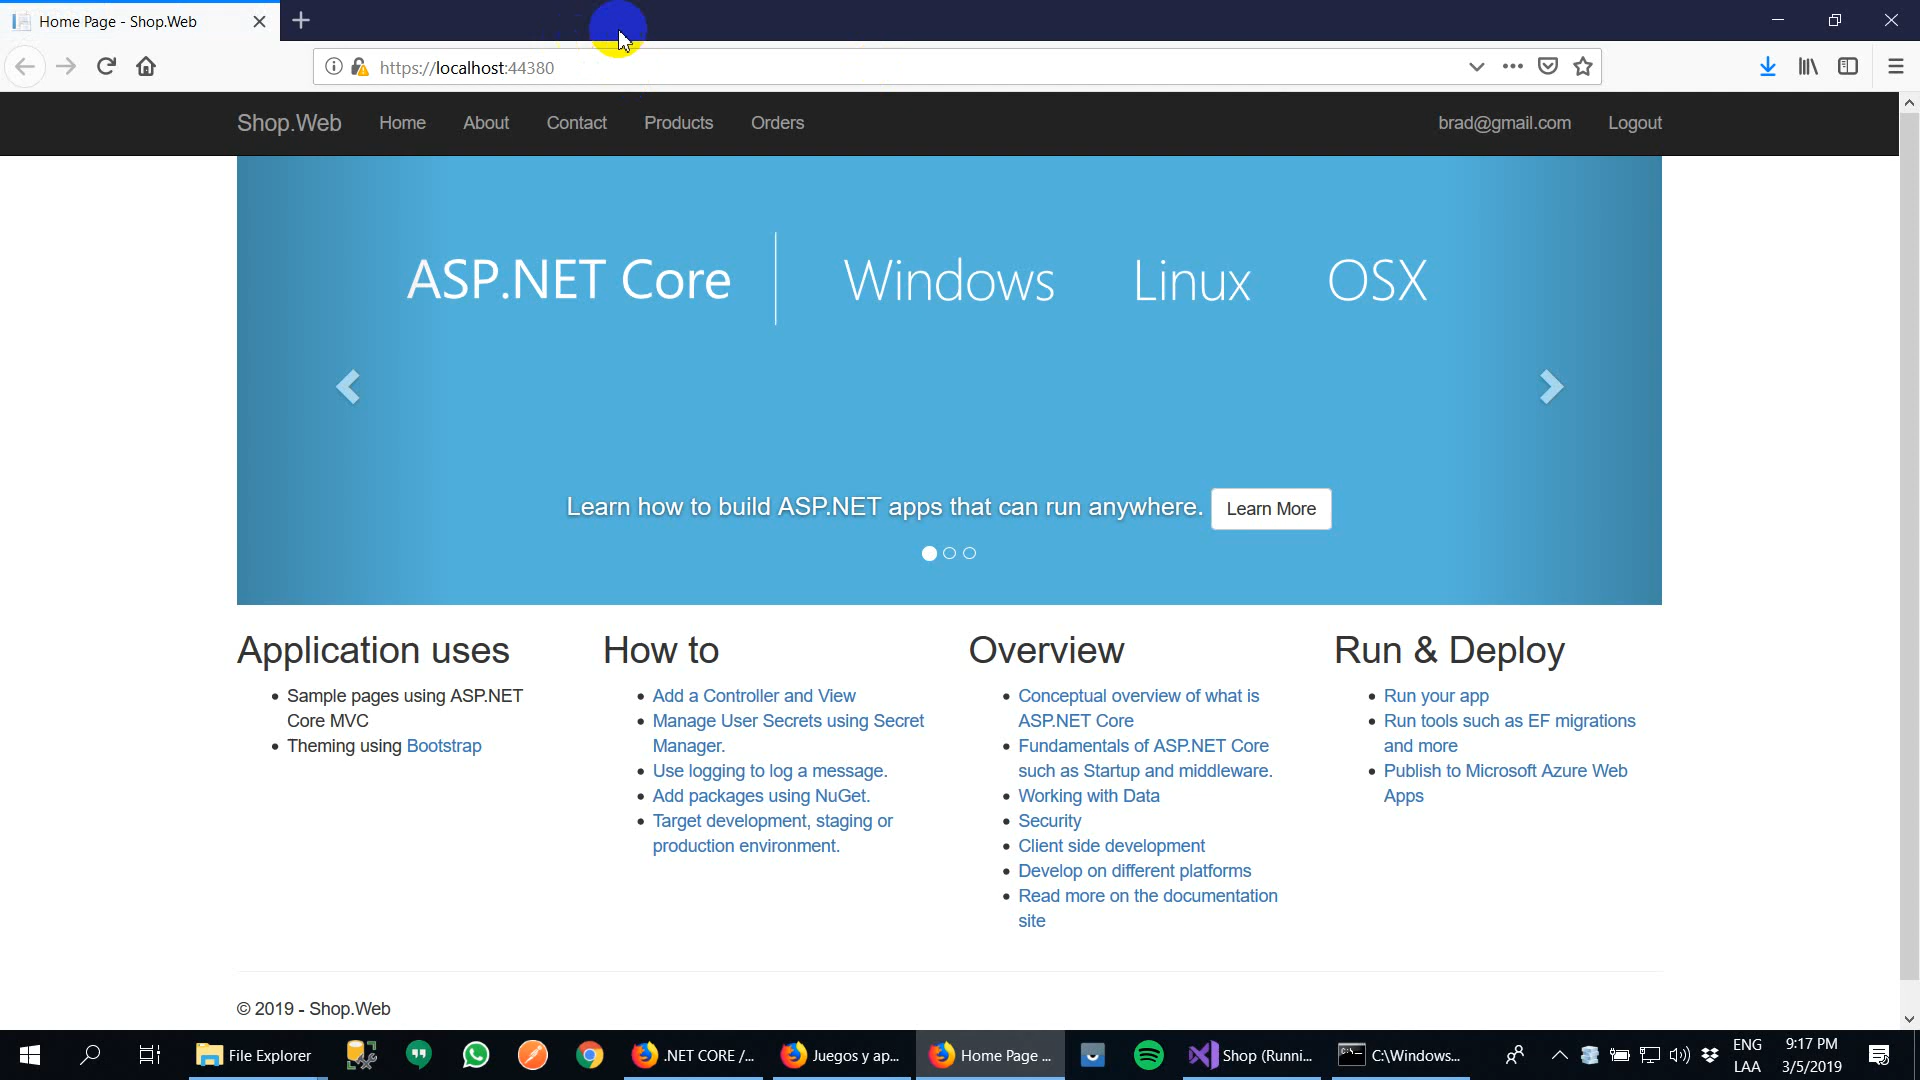 Home Page - Shop.Web
https://localhost:44380
Shop.Web Home About Contact Products Orders brad@gmail.com Logout
ASP.NET Core Windows Linux OSX
Learn how to build ASP.NET apps that can run anywhere. Learn More
Application uses
Sample pages using ASP.NET
Core MVC
Theming using Bootstrap
How to
Add a Controller and View
Manage User Secrets using Secret
Manager.
Use logging to log a message.
Add packages using NuGet.
Target development, staging or
production environment.
Overview
Conceptual overview of what is
ASP.NET Core
Fundamentals of ASP.NET Core
such as Startup and middleware.
Working with Data
Security
Client side development
Develop on different platforms
Read more on the documentation
site
Run & Deploy
Run your app
Run tools such as EF migrations
and more
Publish to Microsoft Azure Web
Apps
© 2019 - Shop.Web
File Explorer .NET CORE /... Juegos y ap... Home Page ... Shop (Runni... C:\Windows...
ENG
LAA
9:17 PM
3/5/2019